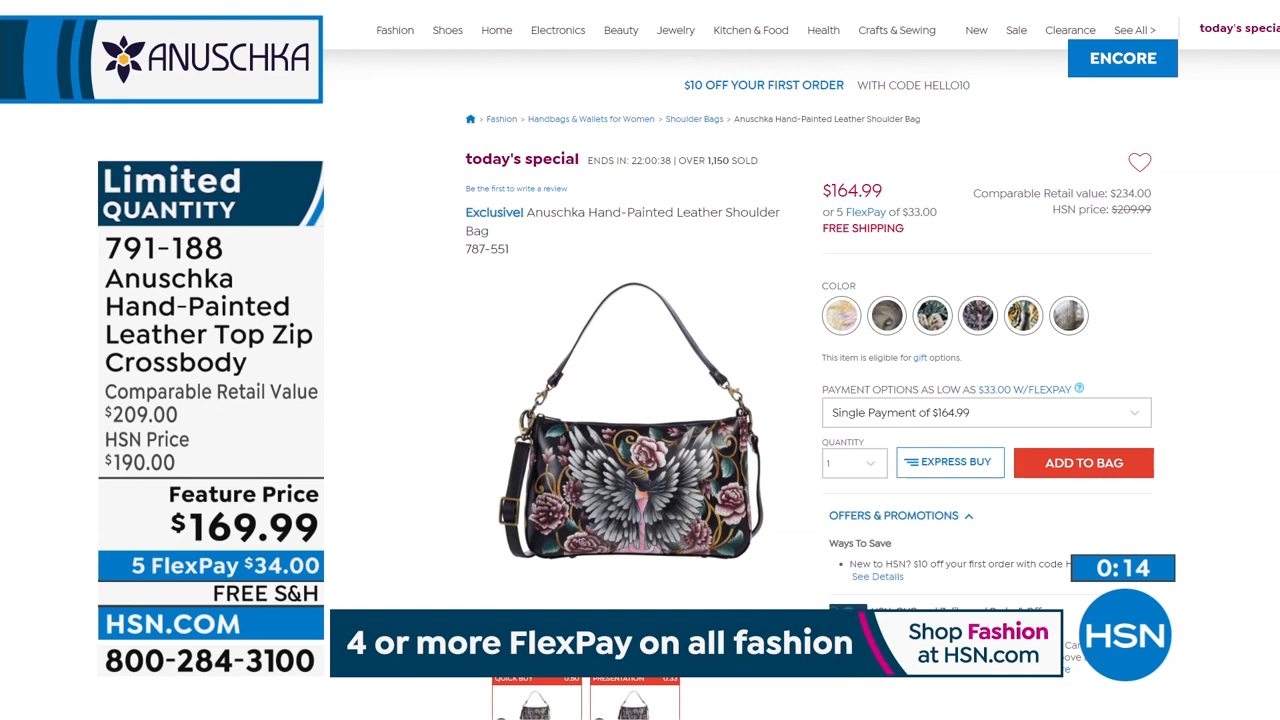 ANUSCHKA
Fashion Shoes Home Electronics Beauty Jewelry Kitchen & Food Health Crafts & Sewing New Sale Clearance See All > today's
ENCORE
$10 OFF YOUR FIRST ORDER WITH CODE HELLO10
> Fashion > Handbags & Wallets for Women > Shoulder Bags > Anuschka Hand-Painted Leather Shoulder Bag
today's special ENDS IN: 22:00:38 | OVER 1,150 SOLD
Be the first to write a review
Exclusive! Anuschka Hand-Painted Leather Shoulder
Bag
787-551
$164.99
or 5 FlexPay of $33.00
FREE SHIPPING
Comparable Retail value: $234.00
HSN price: $209.99
COLOR
This item is eligible for gift options.
PAYMENT OPTIONS AS LOW AS $33.00 W/FLEXPAY ?
Single Payment of $164.99
QUANTITY
1
EXPRESS BUY
ADD TO BAG
OFFERS & PROMOTIONS
Ways To Save
New to HSN? $10 off your first order with code
See Details
Limited
QUANTITY
791-188
Anuschka
Hand-Painted
Leather Top Zip
Crossbody
Comparable Retail Value
$209.00
HSN Price
$190.00
Feature Price
$169.99
5 FlexPay $34.00
FREE S&H
HSN.COM
800-284-3100
0:14
4 or more FlexPay on all fashion
Shop Fashion
at HSN.com
HSN
QUICK BUY 0:50
PRESENTATION 0:33